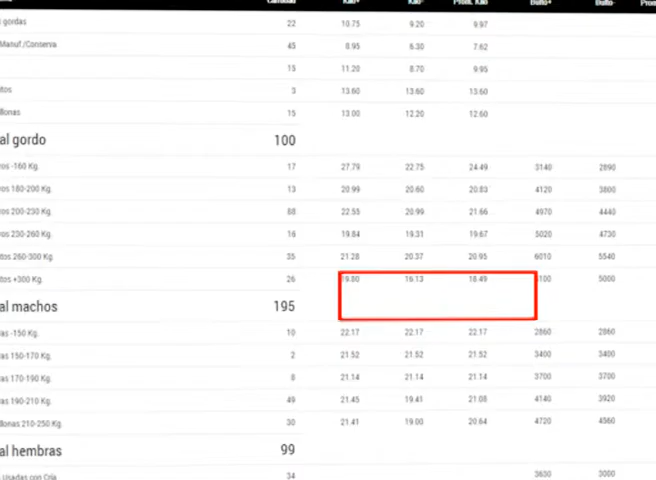 Cantidad Kilo+ Kilo- Prom. Kilo Bulto+ Bulto- Prom
gordas 22 10.75 9.20 9.97
Manuf./Conserva 45 8.95 6.30 7.62
15 11.20 8.70 9.95
tos 3 13.60 13.60 13.60
llonas 15 13.00 12.20 12.60
al gordo 100
os -160 Kg. 17 27.79 22.75 24.49 3140 2890
os 180-200 Kg. 13 20.99 20.60 20.83 4120 3800
os 200-230 Kg. 88 22.55 20.99 21.66 4970 4440
os 230-260 Kg. 16 19.84 19.31 19.67 5020 4730
tos 260-300 Kg. 35 21.28 20.37 20.95 6010 5540
tos +300 Kg. 26 19.80 16.13 18.49 100 5000
al machos 195
as -150 Kg. 10 22.17 22.17 22.17 2860 2860
as 150-170 Kg. 2 21.52 21.52 21.52 3400 3400
as 170-190 Kg. 8 21.14 21.14 21.14 3700 3700
as 190-210 Kg. 49 21.45 19.41 21.08 4140 3920
llonas 210-250 Kg. 30 21.41 19.00 20.64 4720 4560
al hembras 99
Usadas con Cría 34 3630 3000